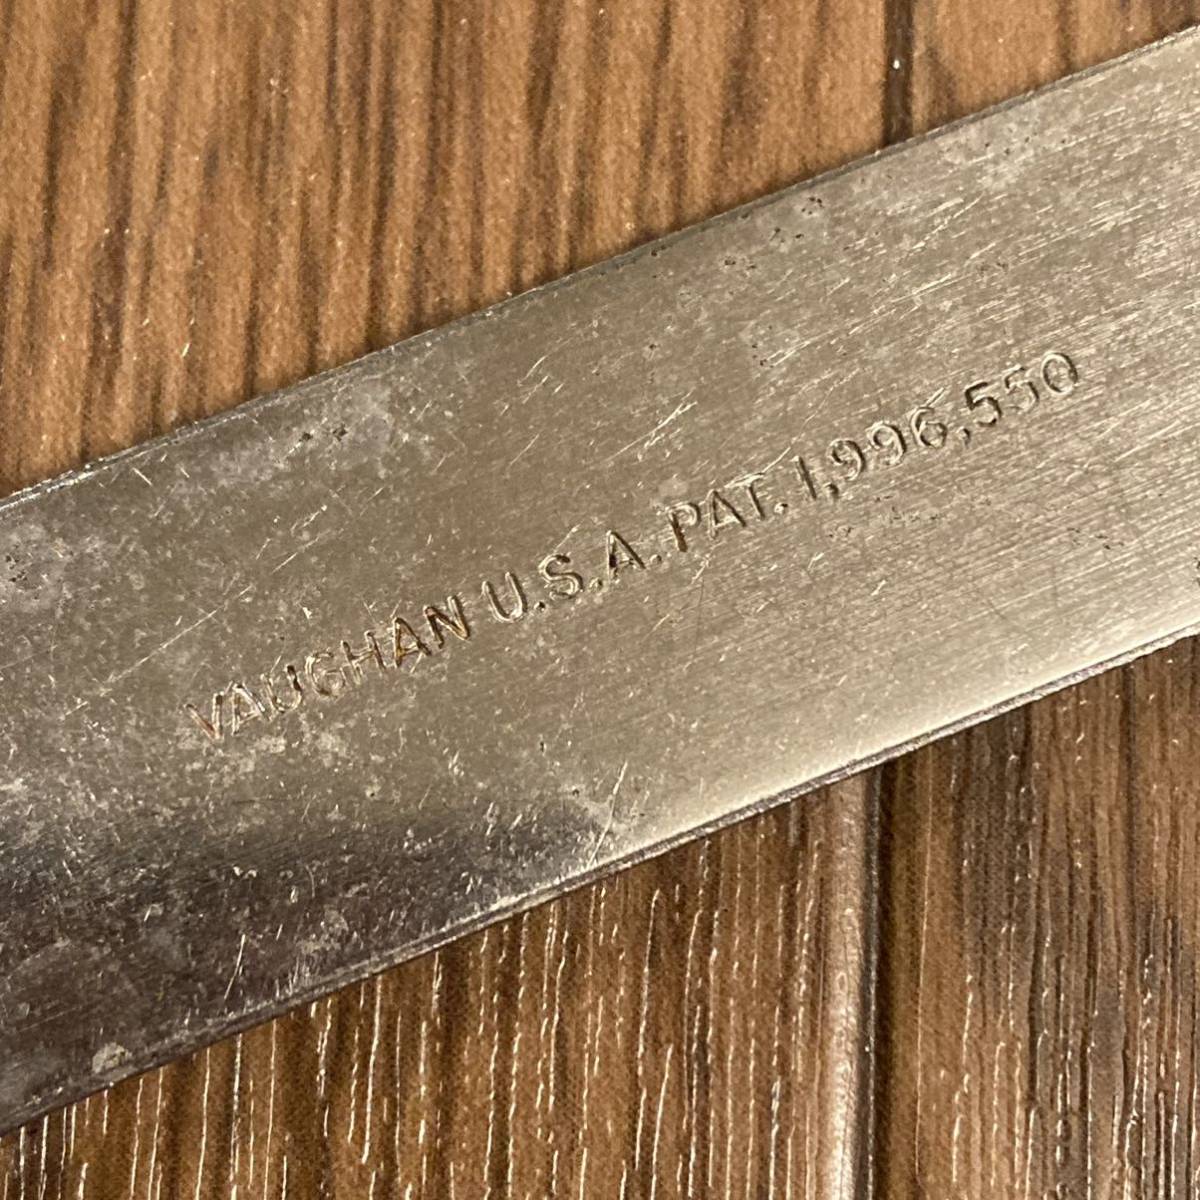 VAUGHAN U.S.A. PAT. 1,996,550